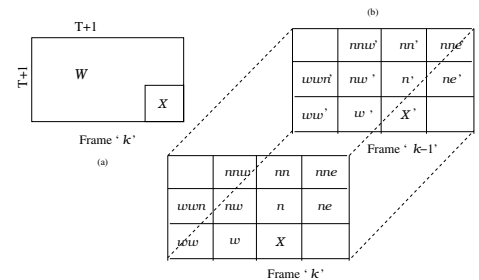 T+1
T+1
W
X
Frame ‘ k’
(a)
(b)
nnw’ nn’ nne’
wwn’ nw ’ n’ ne’
ww’ w ’ X’
Frame ‘ k−1’
nnw nn nne
wwn nw n ne
ww w X
Frame ‘ k’